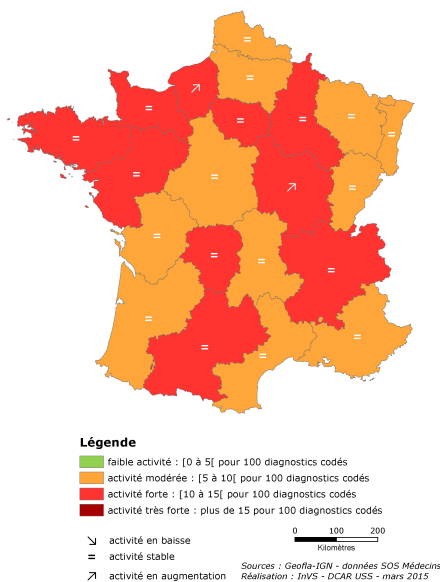 Légende
faible activité : [0 à 5[ pour 100 diagnostics codés
activité modérée : [5 à 10[ pour 100 diagnostics codés
activité forte : [10 à 15[ pour 100 diagnostics codés
activité très forte : plus de 15 pour 100 diagnostics codés
↘ activité en baisse
= activité stable
↗ activité en augmentation
0 100 200
Kilomètres
Sources : Geofla-IGN - données SOS Médecins
Réalisation : InVS - DCAR USS - mars 2015